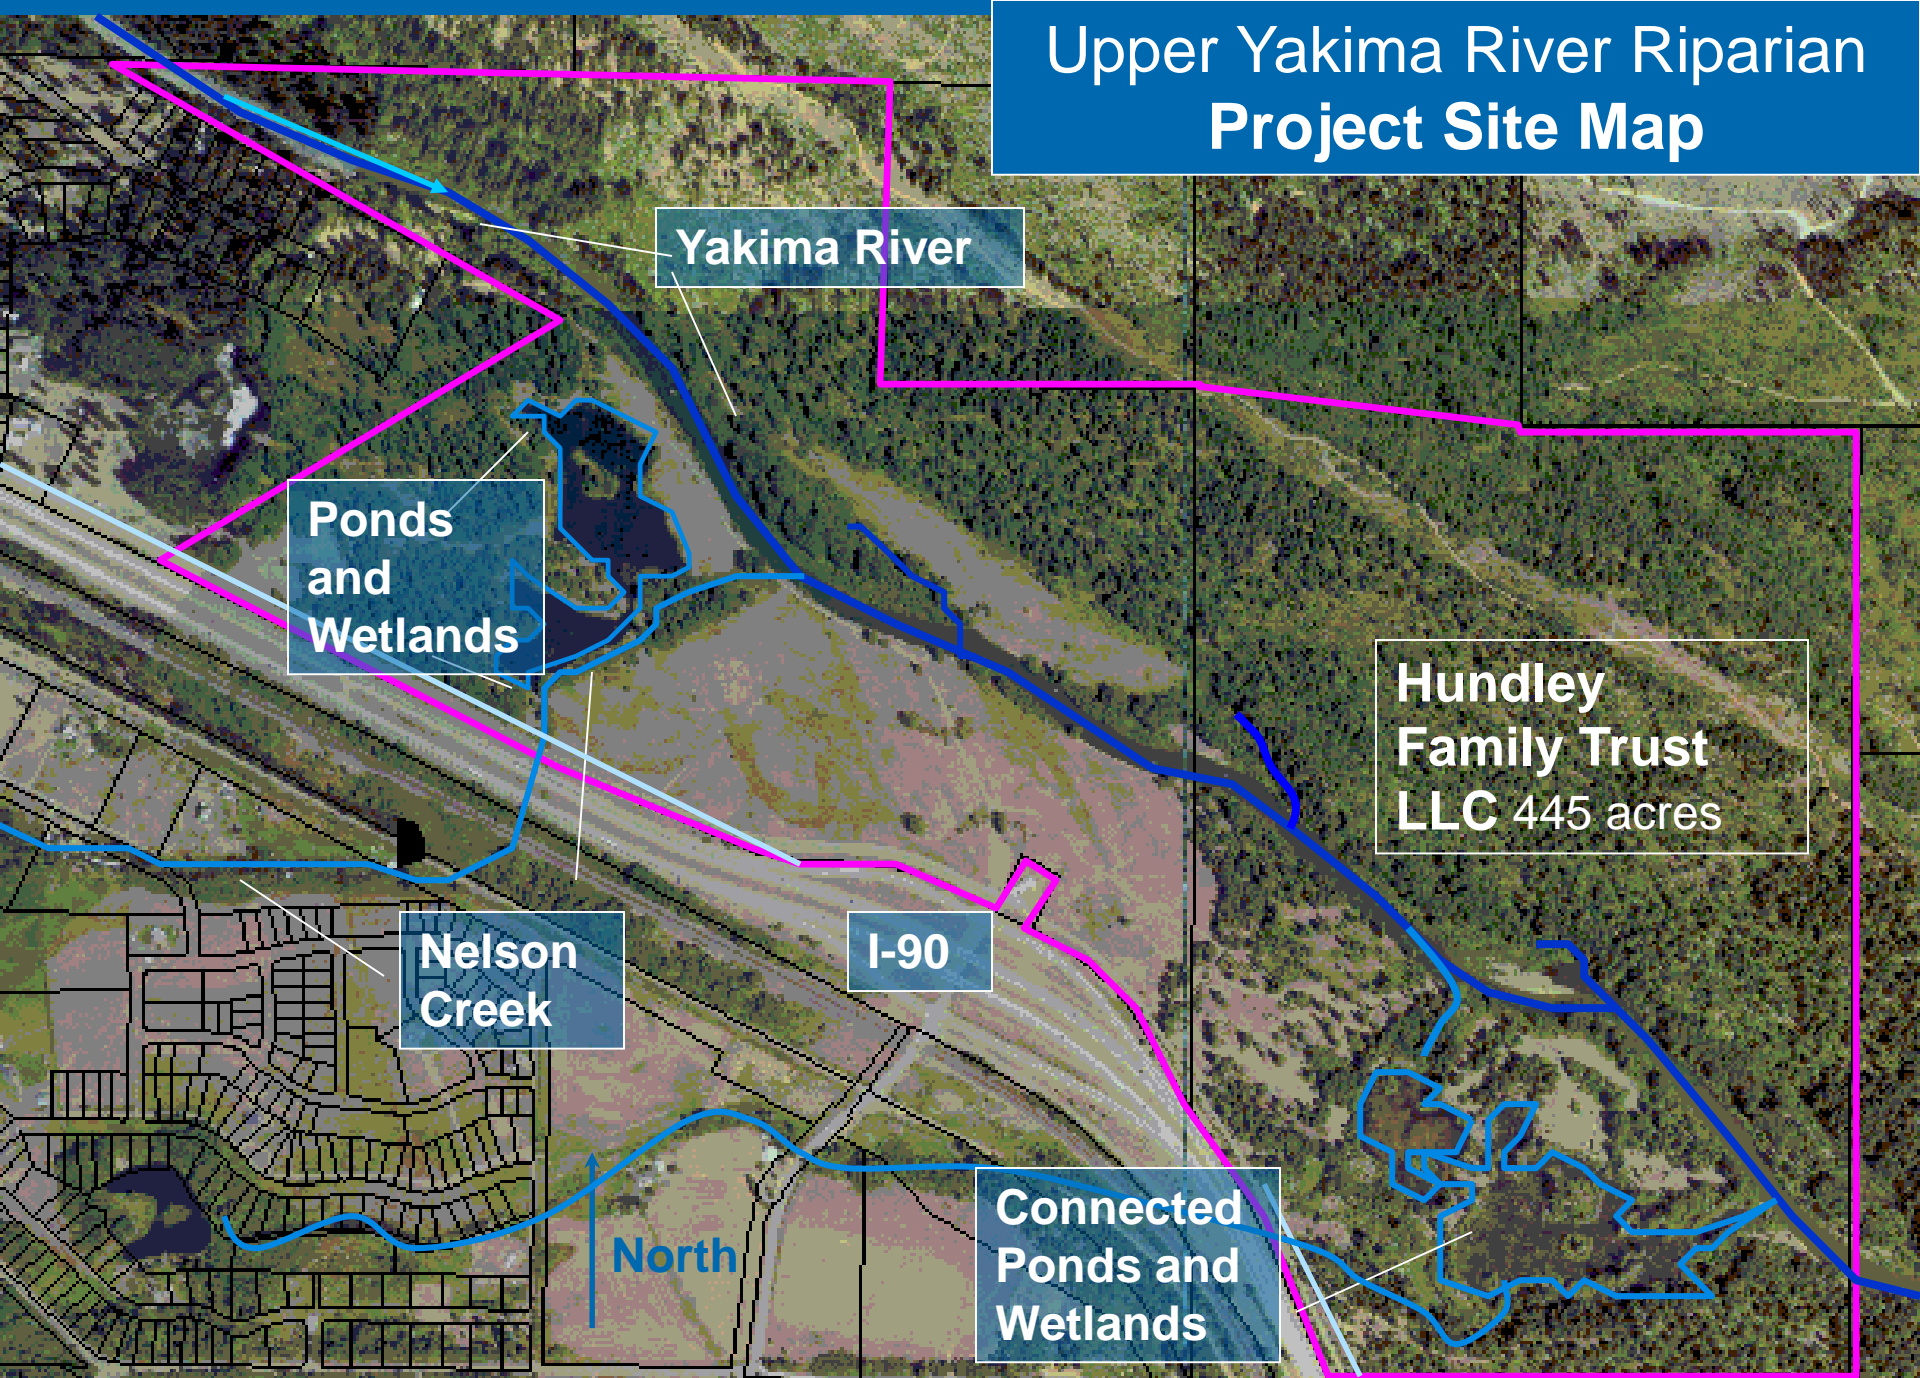 Upper Yakima River Riparian
Project Site Map
Yakima River
Ponds
and
Wetlands
Hundley
Family Trust
LLC 445 acres
Nelson
Creek
I-90
Connected
Ponds and
Wetlands
North